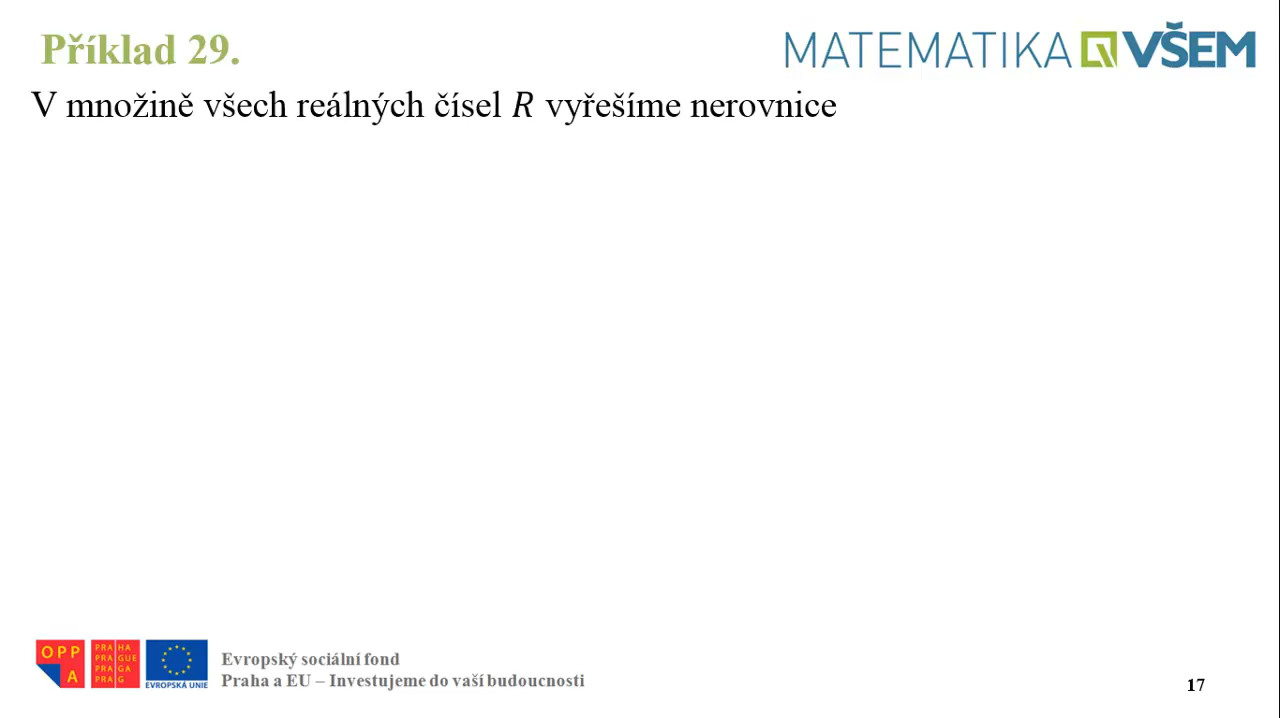 Příklad 29.
MATEMATIKA VŠEM
V množině všech reálných čísel R vyřešíme nerovnice
OPP
A
PRAHA
PRAGUE
PRAGA
PRAG
EVROPSKÁ UNIE
Evropský sociální fond
Praha a EU – Investujeme do vaší budoucnosti
17